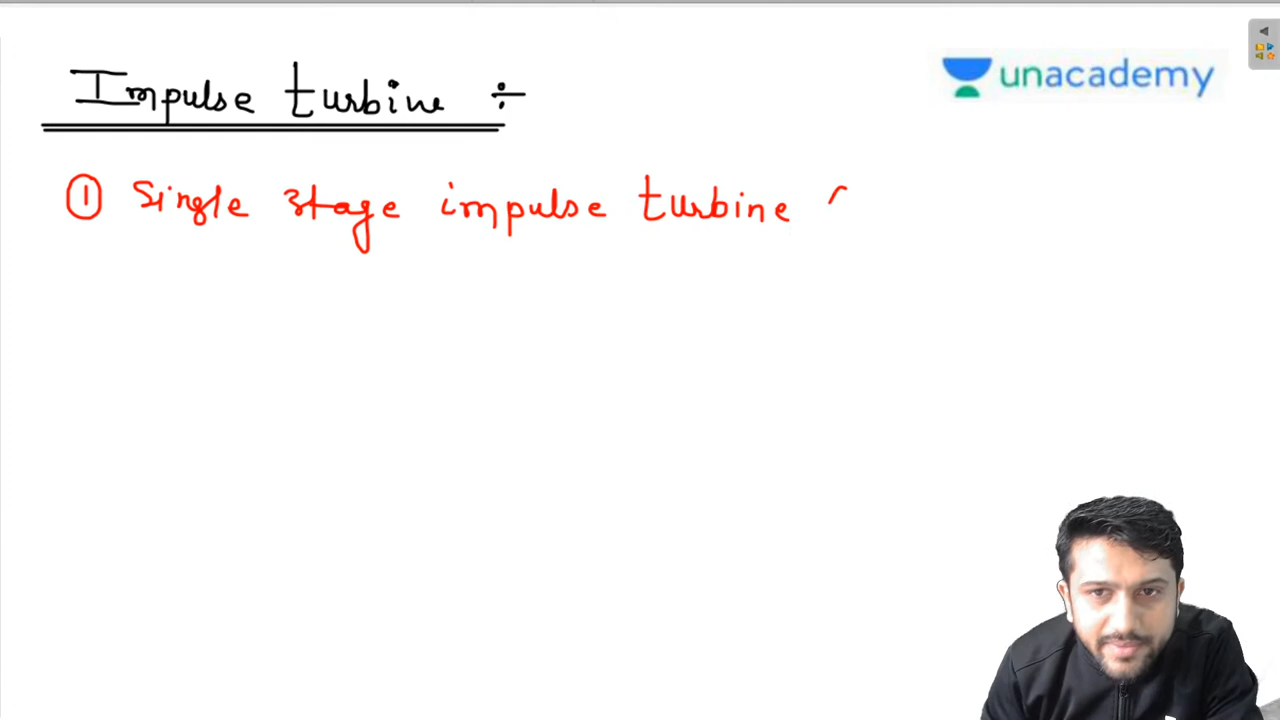 Impulse turbine ÷
unacademy
① Single stage impulse turbine (